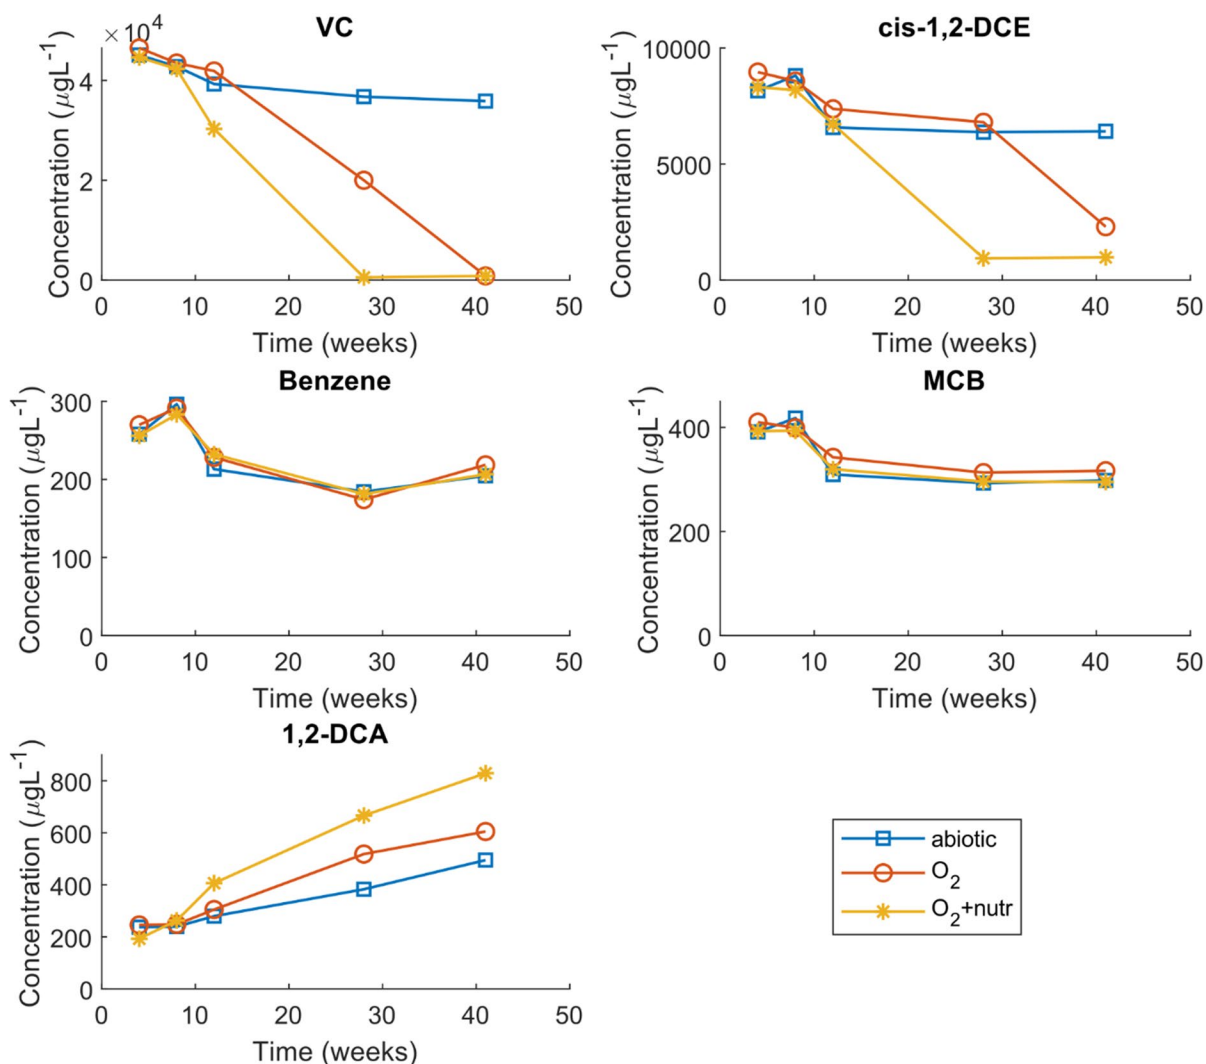 VC
× 10⁴
Concentration (μgL⁻¹)
4
2
0
0 10 20 30 40 50
Time (weeks)
cis-1,2-DCE
Concentration (μgL⁻¹)
10000
5000
0
0 10 20 30 40 50
Time (weeks)
Benzene
Concentration (μgL⁻¹)
300
200
100
0
0 10 20 30 40 50
Time (weeks)
MCB
Concentration (μgL⁻¹)
400
200
0
0 10 20 30 40 50
Time (weeks)
1,2-DCA
Concentration (μgL⁻¹)
800
600
400
200
0
0 10 20 30 40 50
Time (weeks)
abiotic
O₂
O₂+nutr